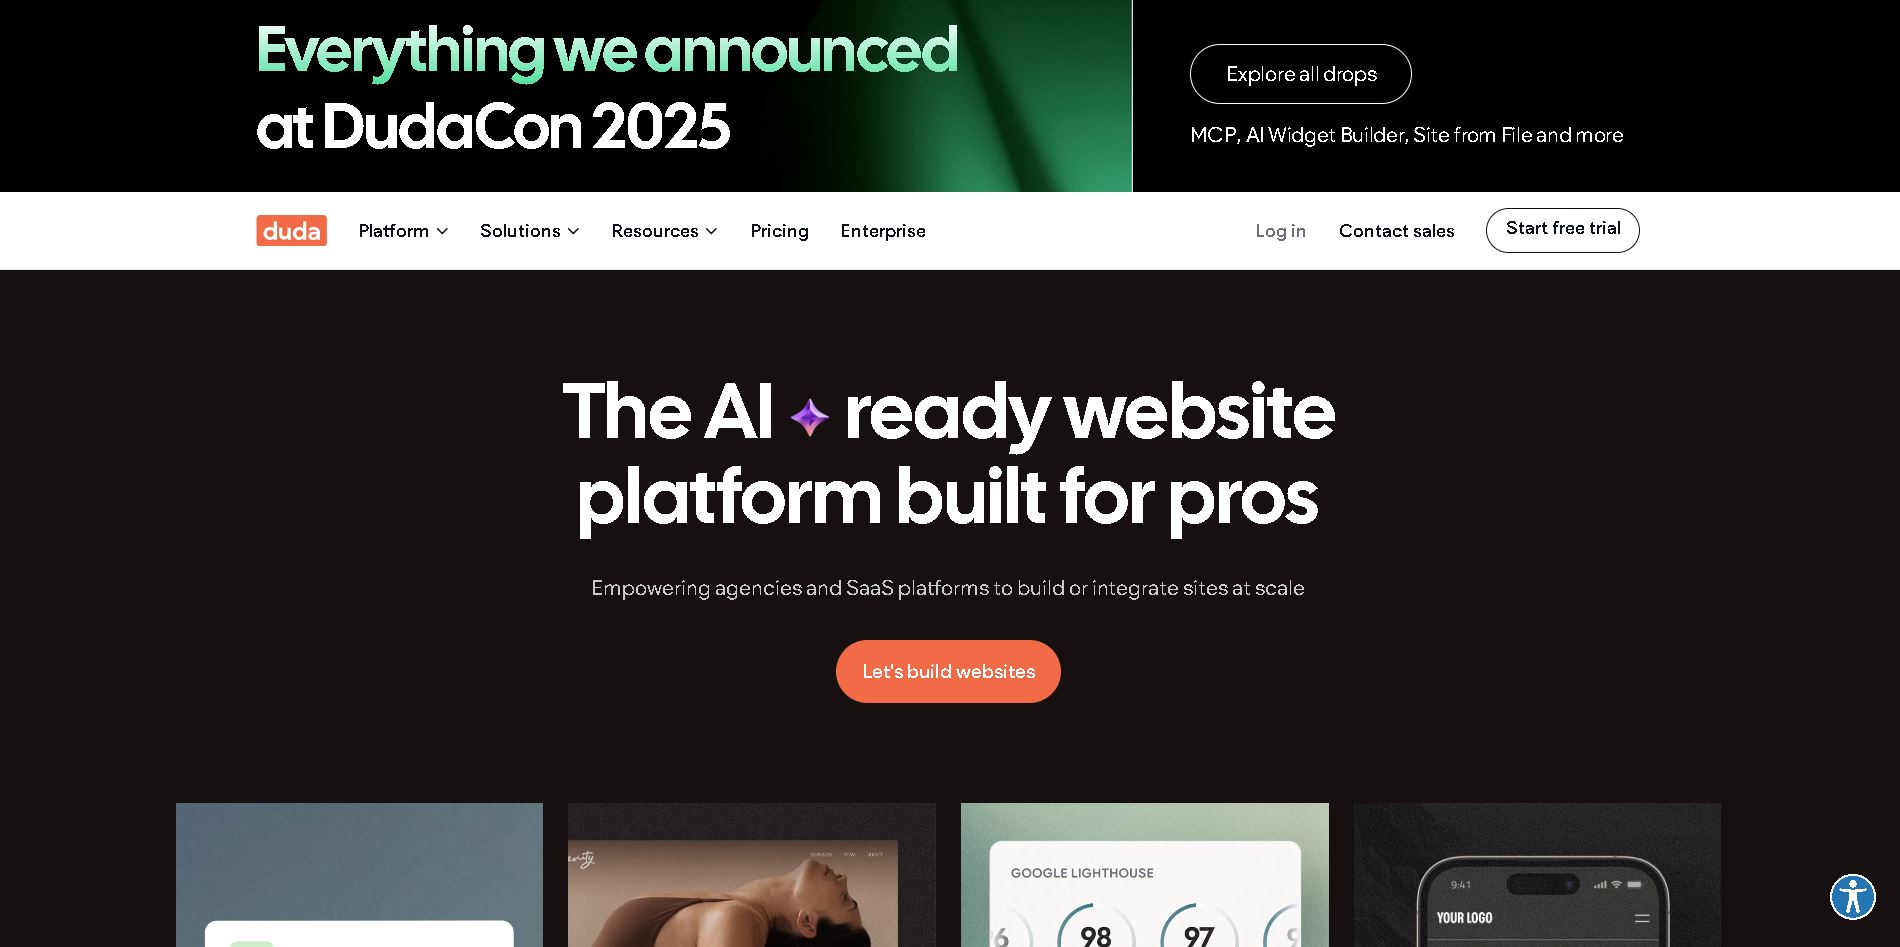 Everything we announced
at DudaCon 2025
Explore all drops
MCP, AI Widget Builder, Site from File and more
duda
Platform
Solutions
Resources
Pricing
Enterprise
Log in
Contact sales
Start free trial
The AI ready website
platform built for pros
Empowering agencies and SaaS platforms to build or integrate sites at scale
Let's build websites
SERVICES TEAM ABOUT
GOOGLE LIGHTHOUSE
98
97
9:41
YOUR LOGO